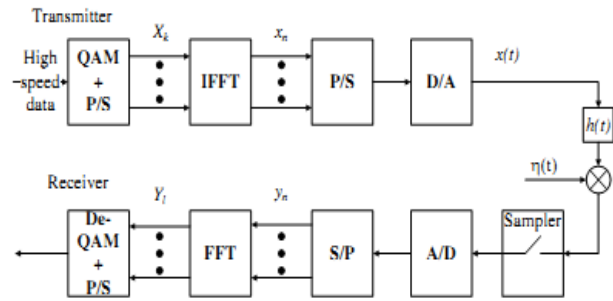 Transmitter
High
-speed
data
QAM
+
P/S
X_k
IFFT
x_n
P/S
D/A
x(t)
h(t)
η(t)
Receiver
De-
QAM
+
P/S
Y_l
FFT
y_n
S/P
A/D
Sampler